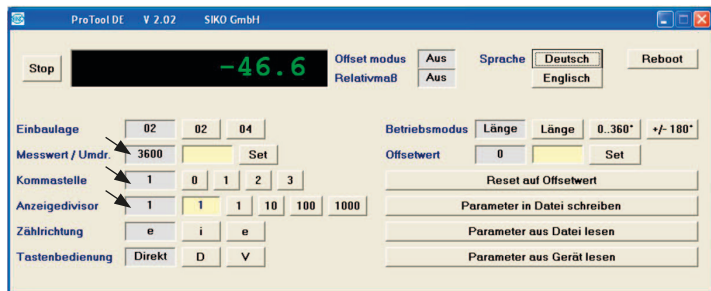 ProTool DE V 2.02 SIKO GmbH
Stop -46.6 Offset modus Aus Sprache Deutsch Reboot
Relativmaß Aus Englisch
Einbaulage 02 02 04 Betriebsmodus Länge Länge 0..360° +/- 180°
Messwert / Umdr. 3600 Set Offsetwert 0 Set
Kommastelle 1 0 1 2 3 Reset auf Offsetwert
Anzeigedivisor 1 1 1 10 100 1000 Parameter in Datei schreiben
Zählrichtung e i e Parameter aus Datei lesen
Tastenbedienung Direkt D V Parameter aus Gerät lesen